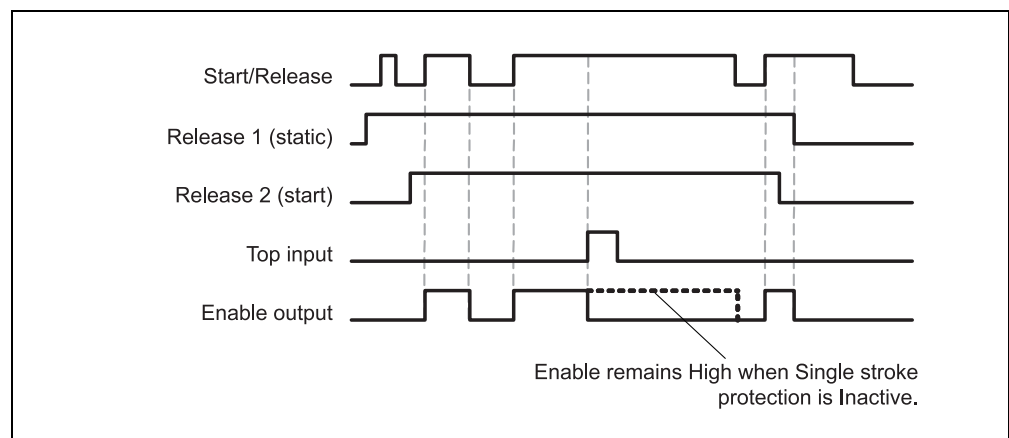 Start/Release
Release 1 (static)
Release 2 (start)
Top input
Enable output
Enable remains High when Single stroke
protection is Inactive.